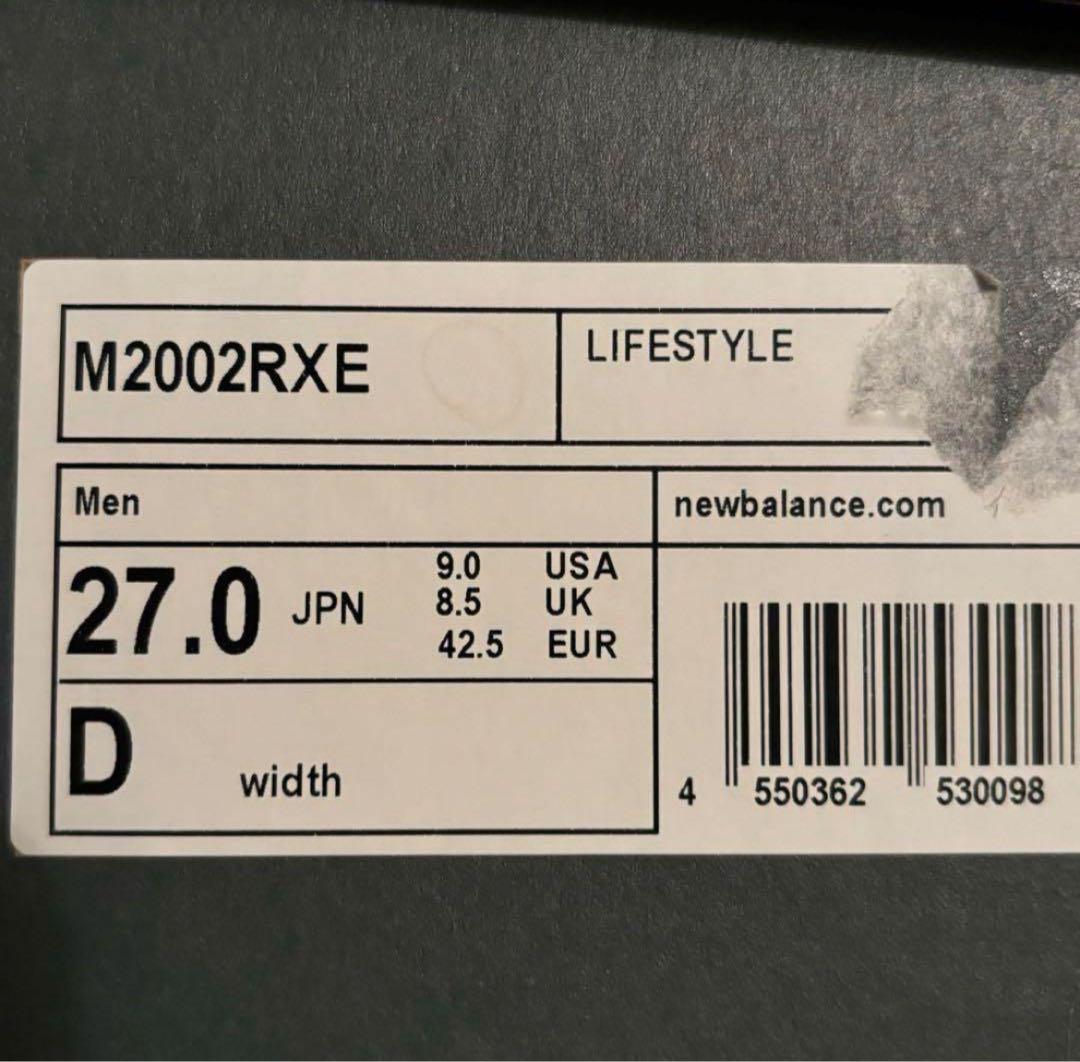 M2002RXE
LIFESTYLE
Men
newbalance.com
27.0 JPN
9.0 USA
8.5 UK
42.5 EUR
D width
4 550362 530098